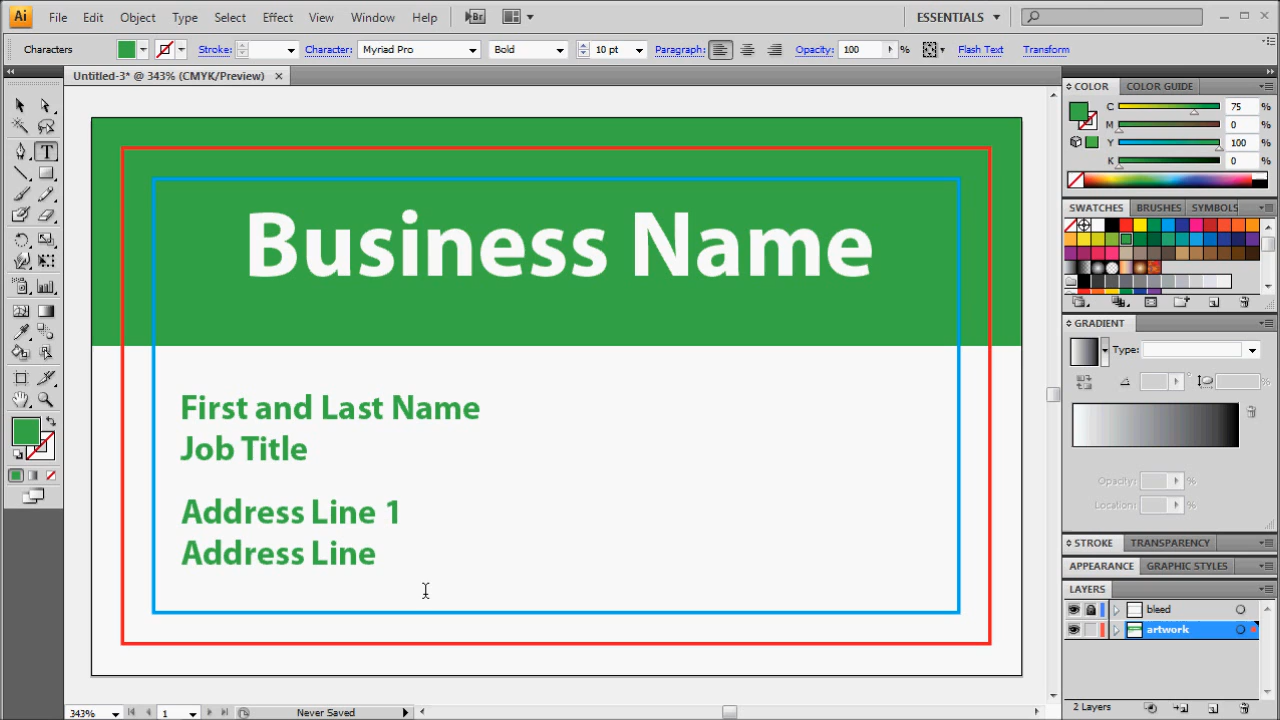 Ai File Edit Object Type Select Effect View Window Help Br ESSENTIALS
Characters Stroke: Character: Myriad Pro Bold 10 pt Paragraph: Opacity: 100 % Flash Text Transform
Untitled-3* @ 343% (CMYK/Preview)
COLOR COLOR GUIDE
C 75 %
M 0 %
Y 100 %
K 0 %
SWATCHES BRUSHES SYMBOLS
GRADIENT
Type:
Opacity: %
Location: %
STROKE TRANSPARENCY
APPEARANCE GRAPHIC STYLES
LAYERS
bleed
artwork
2 Layers
T
Business Name
First and Last Name
Job Title
Address Line 1
Address Line
343% 1 Never Saved